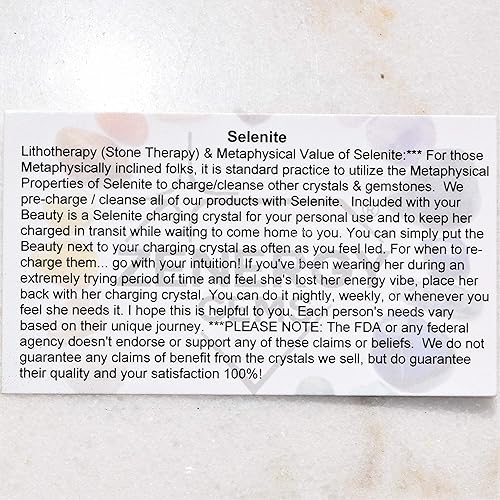 Selenite
Lithotherapy (Stone Therapy) & Metaphysical Value of Selenite:*** For those
Metaphysically inclined folks, it is standard practice to utilize the Metaphysical
Properties of Selenite to charge/cleanse other crystals & gemstones.  We
pre-charge / cleanse all of our products with Selenite.  Included with your
Beauty is a Selenite charging crystal for your personal use and to keep her
charged in transit while waiting to come home to you. You can simply put the
Beauty next to your charging crystal as often as you feel led. For when to re-
charge them... go with your intuition! If you've been wearing her during an
extremely trying period of time and feel she's lost her energy vibe, place her
back with her charging crystal. You can do it nightly, weekly, or whenever you
feel she needs it. I hope this is helpful to you. Each person's needs vary
based on their unique journey. ***PLEASE NOTE: The FDA or any federal
agency doesn't endorse or support any of these claims or beliefs.  We do not
guarantee any claims of benefit from the crystals we sell, but do guarantee
their quality and your satisfaction 100%!